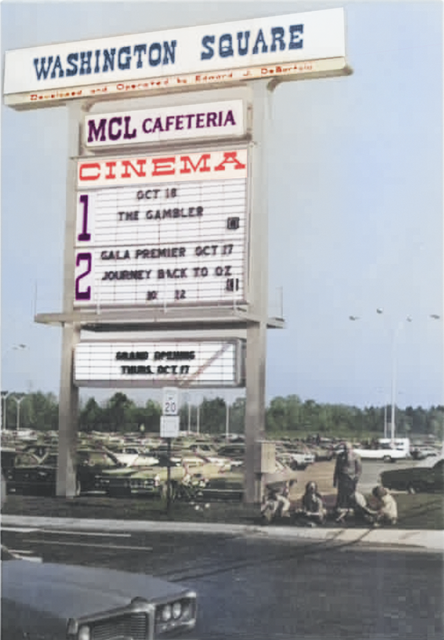 WASHINGTON SQUARE
Developed and Operated by Edward J. DeBartolo
MCL CAFETERIA
CINEMA
1
OCT 18
THE GAMBLER
2
GALA PREMIER OCT 17
JOURNEY BACK TO OZ
12
GRAND OPENING
THURS. OCT 17
20